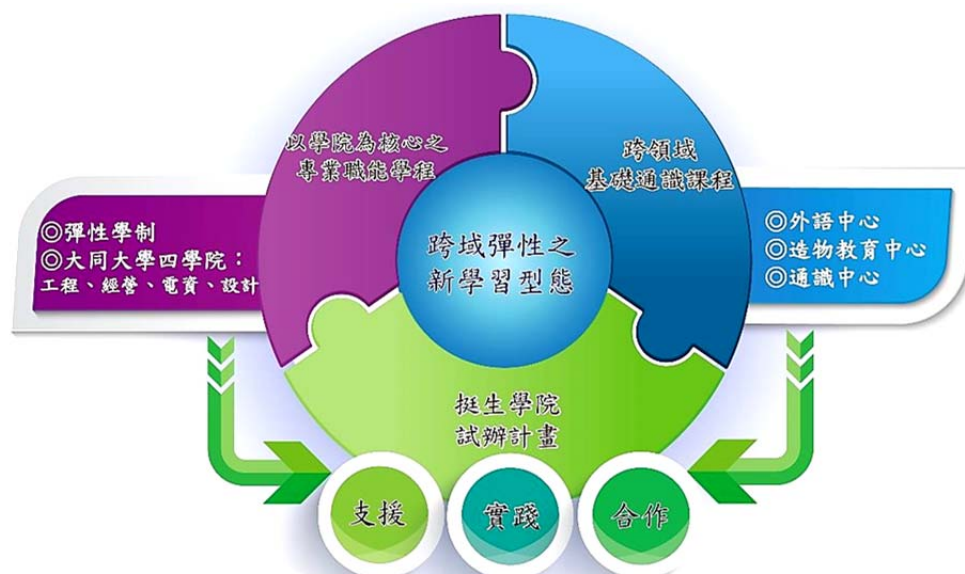 以學院為核心之
專業職能學程
跨領域
基礎通識課程
◎彈性學制
◎大同大學四學院：
工程、經營、電資、設計
跨域彈性之
新學習型態
◎外語中心
◎造物教育中心
◎通識中心
挺生學院
試辦計畫
支援
實踐
合作